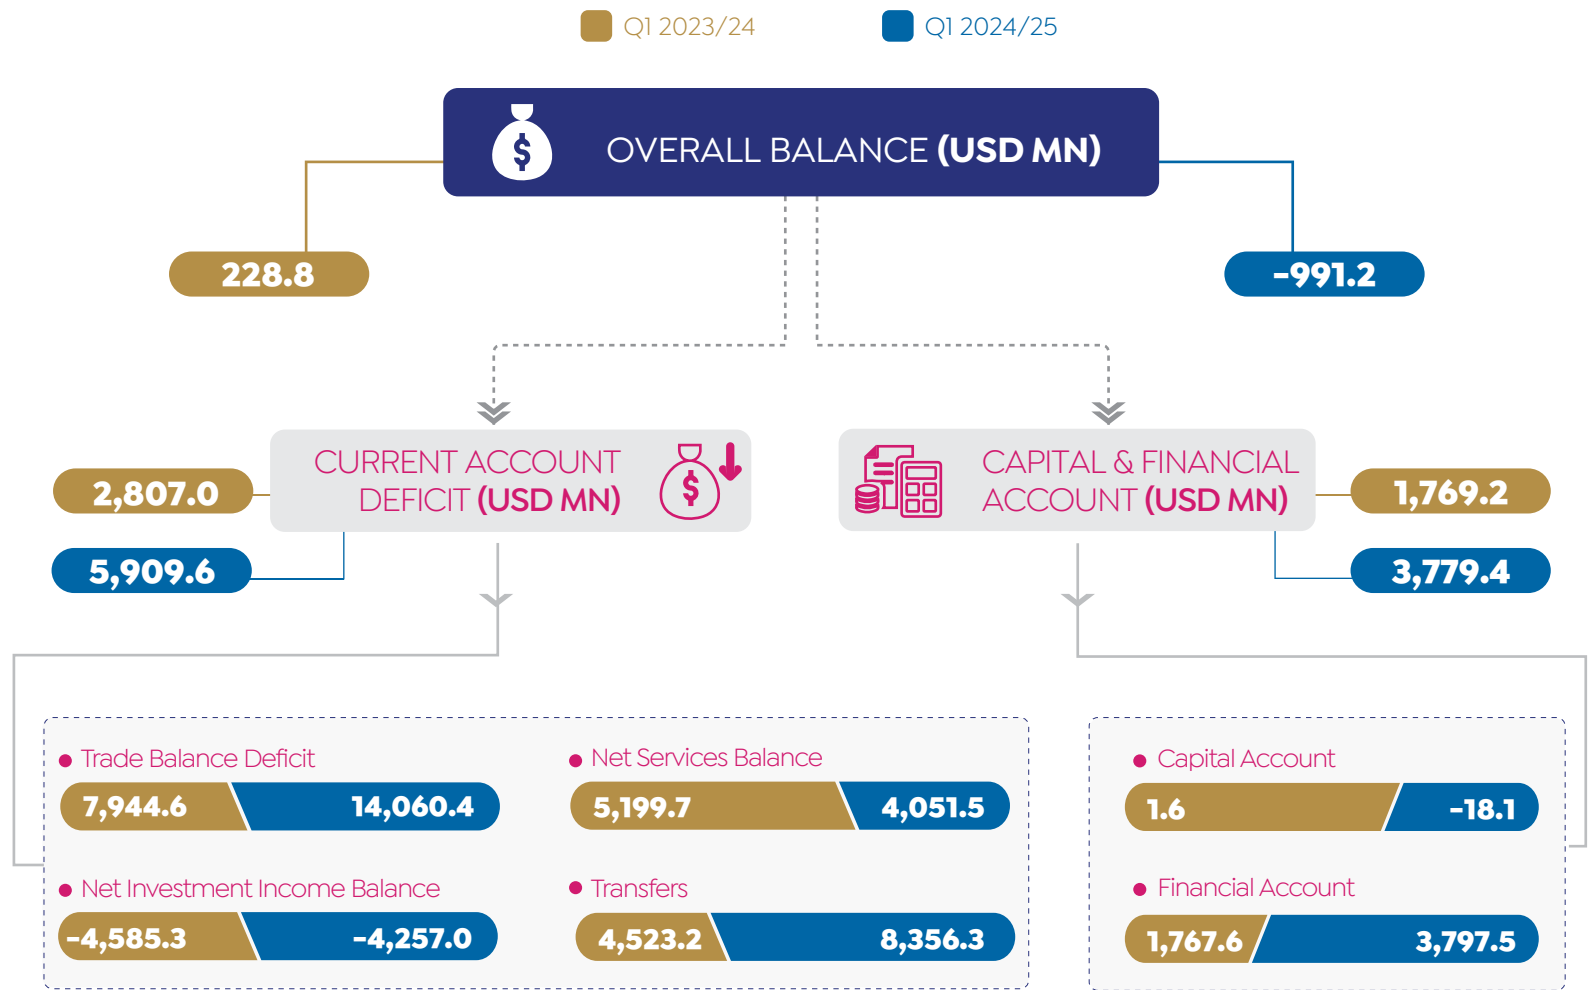 Q1 2023/24
Q1 2024/25
$
OVERALL BALANCE (USD MN)
228.8
-991.2
CURRENT ACCOUNT
DEFICIT (USD MN)
$
2,807.0
5,909.6
CAPITAL & FINANCIAL
ACCOUNT (USD MN)
1,769.2
3,779.4
Trade Balance Deficit
7,944.6 14,060.4
Net Services Balance
5,199.7 4,051.5
Net Investment Income Balance
-4,585.3 -4,257.0
Transfers
4,523.2 8,356.3
Capital Account
1.6 -18.1
Financial Account
1,767.6 3,797.5